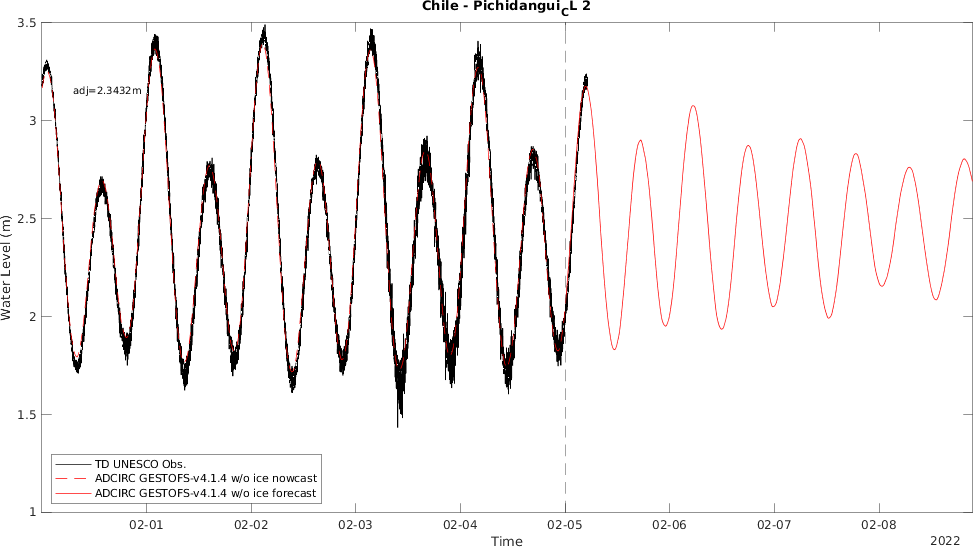 Chile - Pichidangui_CL 2
adj=2.3432m
3.5
3
2.5
2
1.5
1
Water Level (m)
TD UNESCO Obs.
ADCIRC GESTOFS-v4.1.4 w/o ice nowcast
ADCIRC GESTOFS-v4.1.4 w/o ice forecast
02-01 02-02 02-03 02-04 02-05 02-06 02-07 02-08
Time
2022